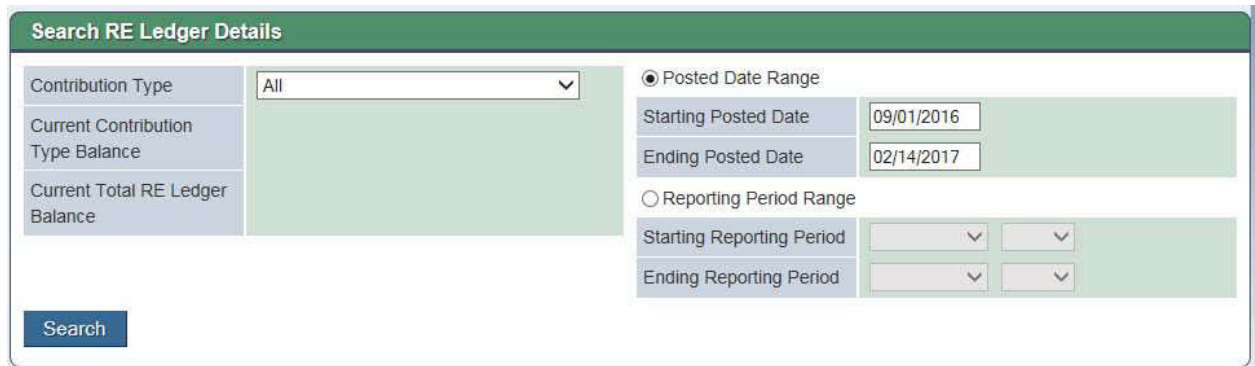 Search RE Ledger Details
Contribution Type
All
Current Contribution
Type Balance
Current Total RE Ledger
Balance
Posted Date Range
Starting Posted Date
09/01/2016
Ending Posted Date
02/14/2017
Reporting Period Range
Starting Reporting Period
Ending Reporting Period
Search